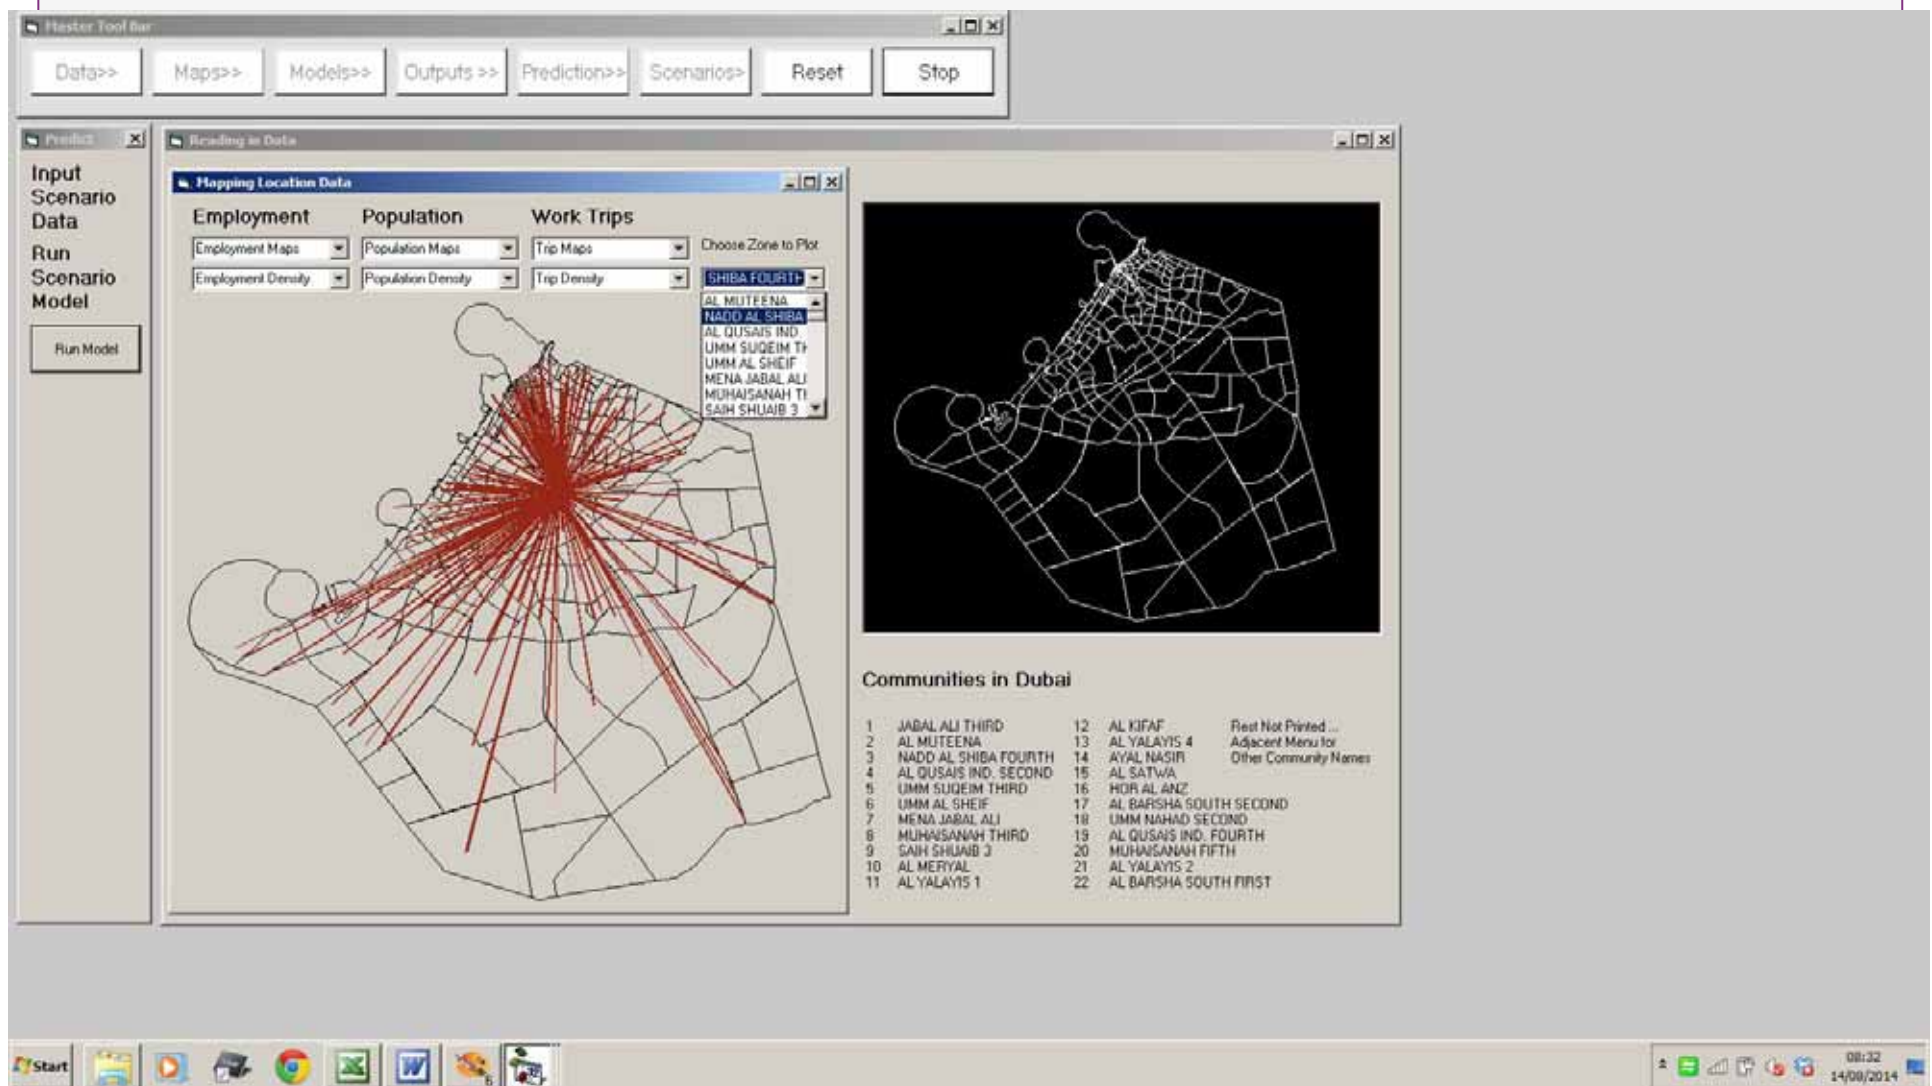 Master Tool Bar
Data>>
Maps>>
Models>>
Outputs >>
Prediction>>
Scenarios>
Reset
Stop
Predict
Input
Scenario
Data
Run
Scenario
Model
Run Model
Reading in Data
Mapping Location Data
Employment
Population
Work Trips
Employment Maps
Population Maps
Trip Maps
Choose Zone to Plot
Employment Density
Population Density
Trip Density
SHIBA FOURTH
AL MUTEENA
NADD AL SHIBA
AL QUSAIS IND.
UMM SUQEIM TH
UMM AL SHEIF
MENA JABAL ALI
MUHAISANAH TH
SAIH SHUAIB 3
Communities in Dubai
1 JABAL ALI THIRD
2 AL MUTEENA
3 NADD AL SHIBA FOURTH
4 AL QUSAIS IND. SECOND
5 UMM SUQEIM THIRD
6 UMM AL SHEIF
7 MENA JABAL ALI
8 MUHAISANAH THIRD
9 SAIH SHUAIB 3
10 AL MERYAL
11 AL YALAYIS 1
12 AL KIFAF
13 AL YALAYIS 4
14 AYAL NASIR
15 AL SATWA
16 HOR AL ANZ
17 AL BARSHA SOUTH SECOND
18 UMM NAHAD SECOND
19 AL QUSAIS IND. FOURTH
20 MUHAISANAH FIFTH
21 AL YALAYIS 2
22 AL BARSHA SOUTH FIRST
Rest Not Printed ...
Adjacent Menu for
Other Community Names
Start
6
08:32
14/08/2014